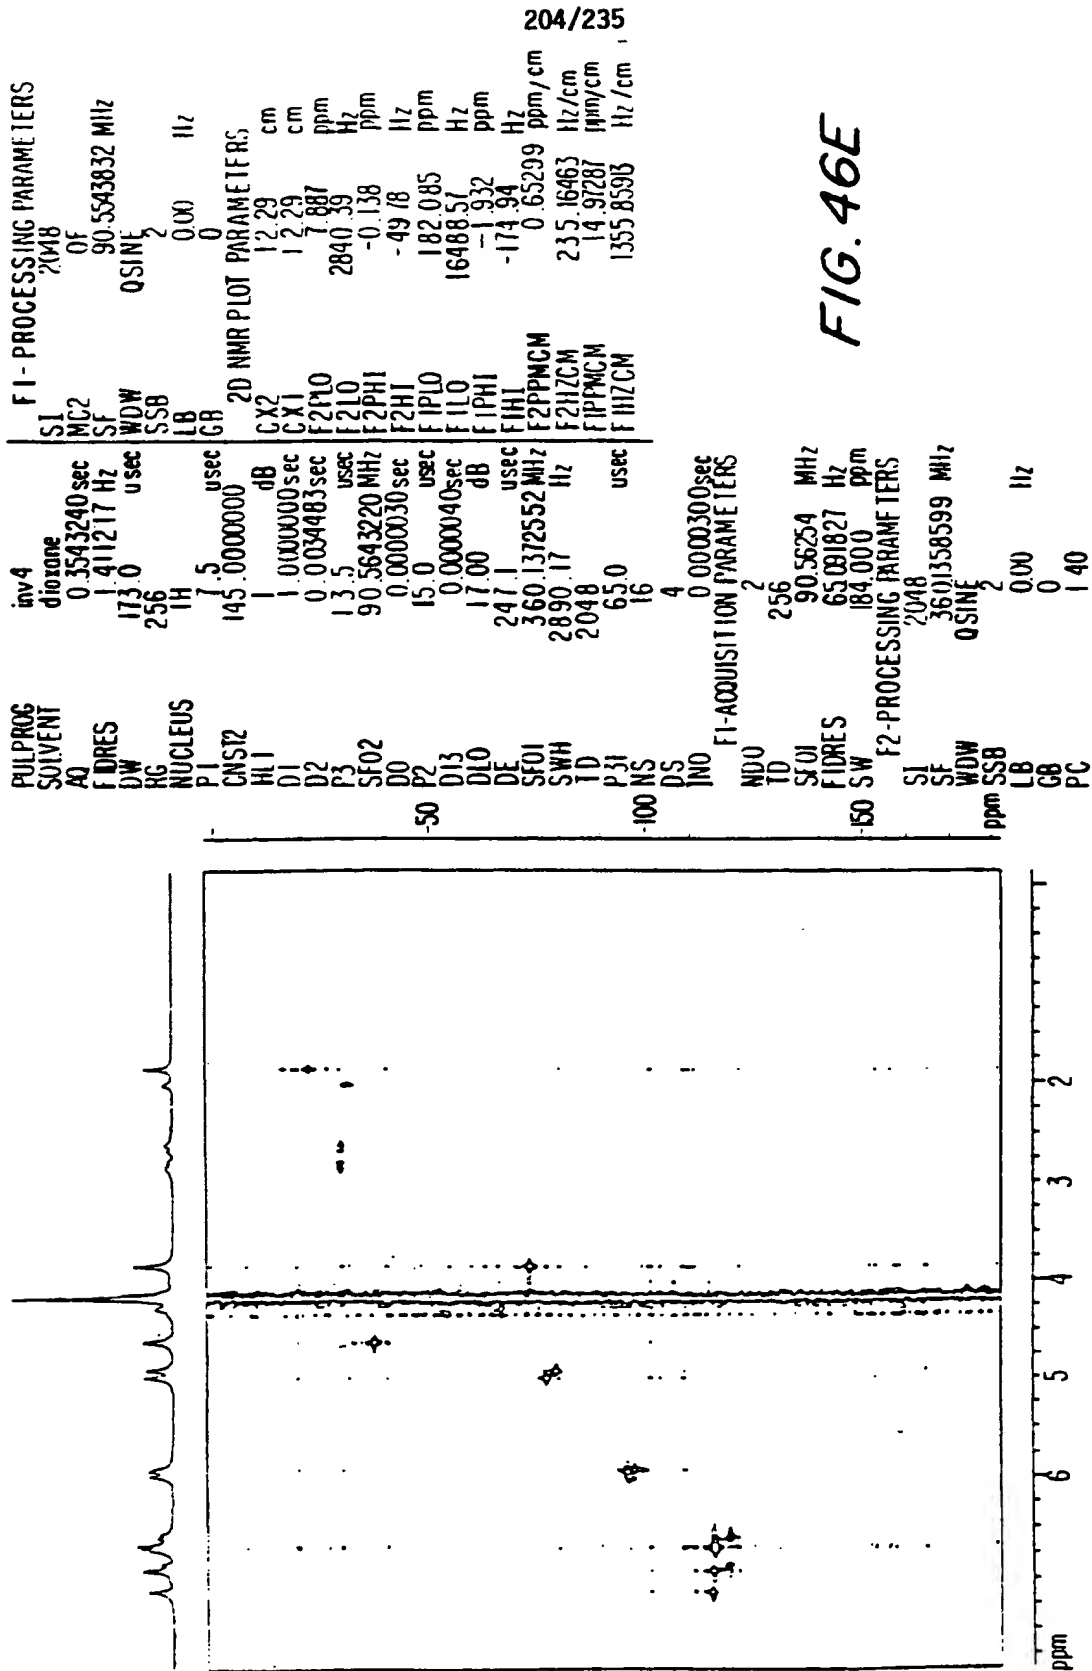 204/235
PULPROG inv4
SOLVENT dioxane
AQ 0.3543240 sec
FIDRES 1.411217 Hz
DW 173.0 usec
RG 256
NUCLEUS 1H
P1 7.5 usec
CNST2 145.0000000
HL1 1 dB
D1 1.0000000 sec
D2 0.0034483 sec
P3 13.5 usec
SFO2 90.5643220 MHz
D0 0.0000030 sec
P2 15.0 usec
D13 0.0000040 sec
DL0 17.00 dB
DE 247.1 usec
SFO1 360.1372552 MHz
SWH 2890.17 Hz
TD 2048
P31 65.0 usec
NS 16
DS 4
IN0 0.0000300 sec
F1-ACQUISITION PARAMETERS
ND0 2
TD 256
SFO1 90.56254 MHz
FIDRES 65.091827 Hz
SW 184.000 ppm
F2-PROCESSING PARAMETERS
SI 2048
SF 360.1358599 MHz
WDW QSINE
SSB 2
LB 0.00 Hz
GB 0
PC 1.40
F1-PROCESSING PARAMETERS
SI 2048
MC2 QF
SF 90.5543832 MHz
WDW QSINE
SSB 2
LB 0.00 Hz
GB 0
2D NMR PLOT PARAMETERS
CX2 12.29 cm
CX1 12.29 cm
F2PLO 7.887 ppm
F2LO 2840.39 Hz
F2PHI -0.138 ppm
F2HI -49.78 Hz
F1PLO 182.085 ppm
F1LO 16488.57 Hz
F1PHI -1.932 ppm
F1HI -174.94 Hz
F2PPMCM 0.65299 ppm/cm
F2HZCM 235.16463 Hz/cm
F1PPMCM 14.97287 ppm/cm
F1HZCM 1355.85913 Hz/cm
50
100
150
ppm
ppm 6 5 4 3 2
FIG. 46E